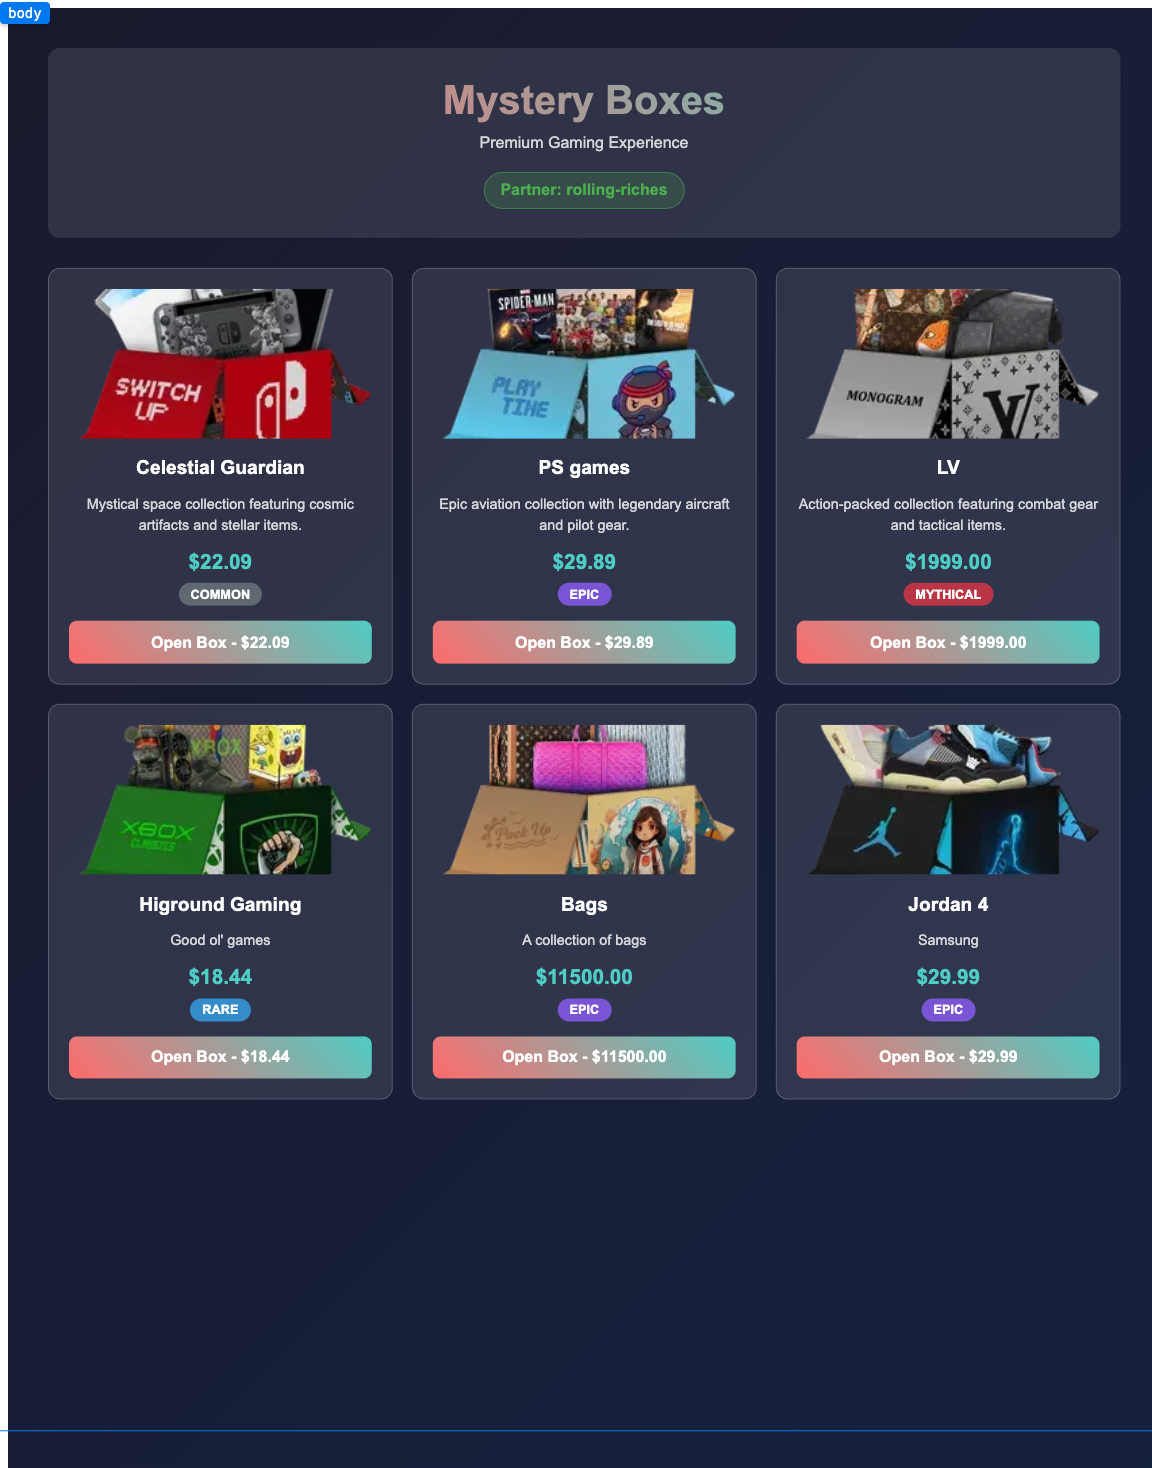 body
Mystery Boxes
Premium Gaming Experience
Partner: rolling-riches
SPIDER-MAN
SWITCH
UP
PLAY
TIME
MONOGRAM
LV
Celestial Guardian
PS games
LV
Mystical space collection featuring cosmic
artifacts and stellar items.
Epic aviation collection with legendary aircraft
and pilot gear.
Action-packed collection featuring combat gear
and tactical items.
$22.09
$29.89
$1999.00
COMMON
EPIC
MYTHICAL
Open Box - $22.09
Open Box - $29.89
Open Box - $1999.00
XBOX
XBOX
CLASSICS
Pack Up
Higround Gaming
Bags
Jordan 4
Good ol' games
A collection of bags
Samsung
$18.44
$11500.00
$29.99
RARE
EPIC
EPIC
Open Box - $18.44
Open Box - $11500.00
Open Box - $29.99